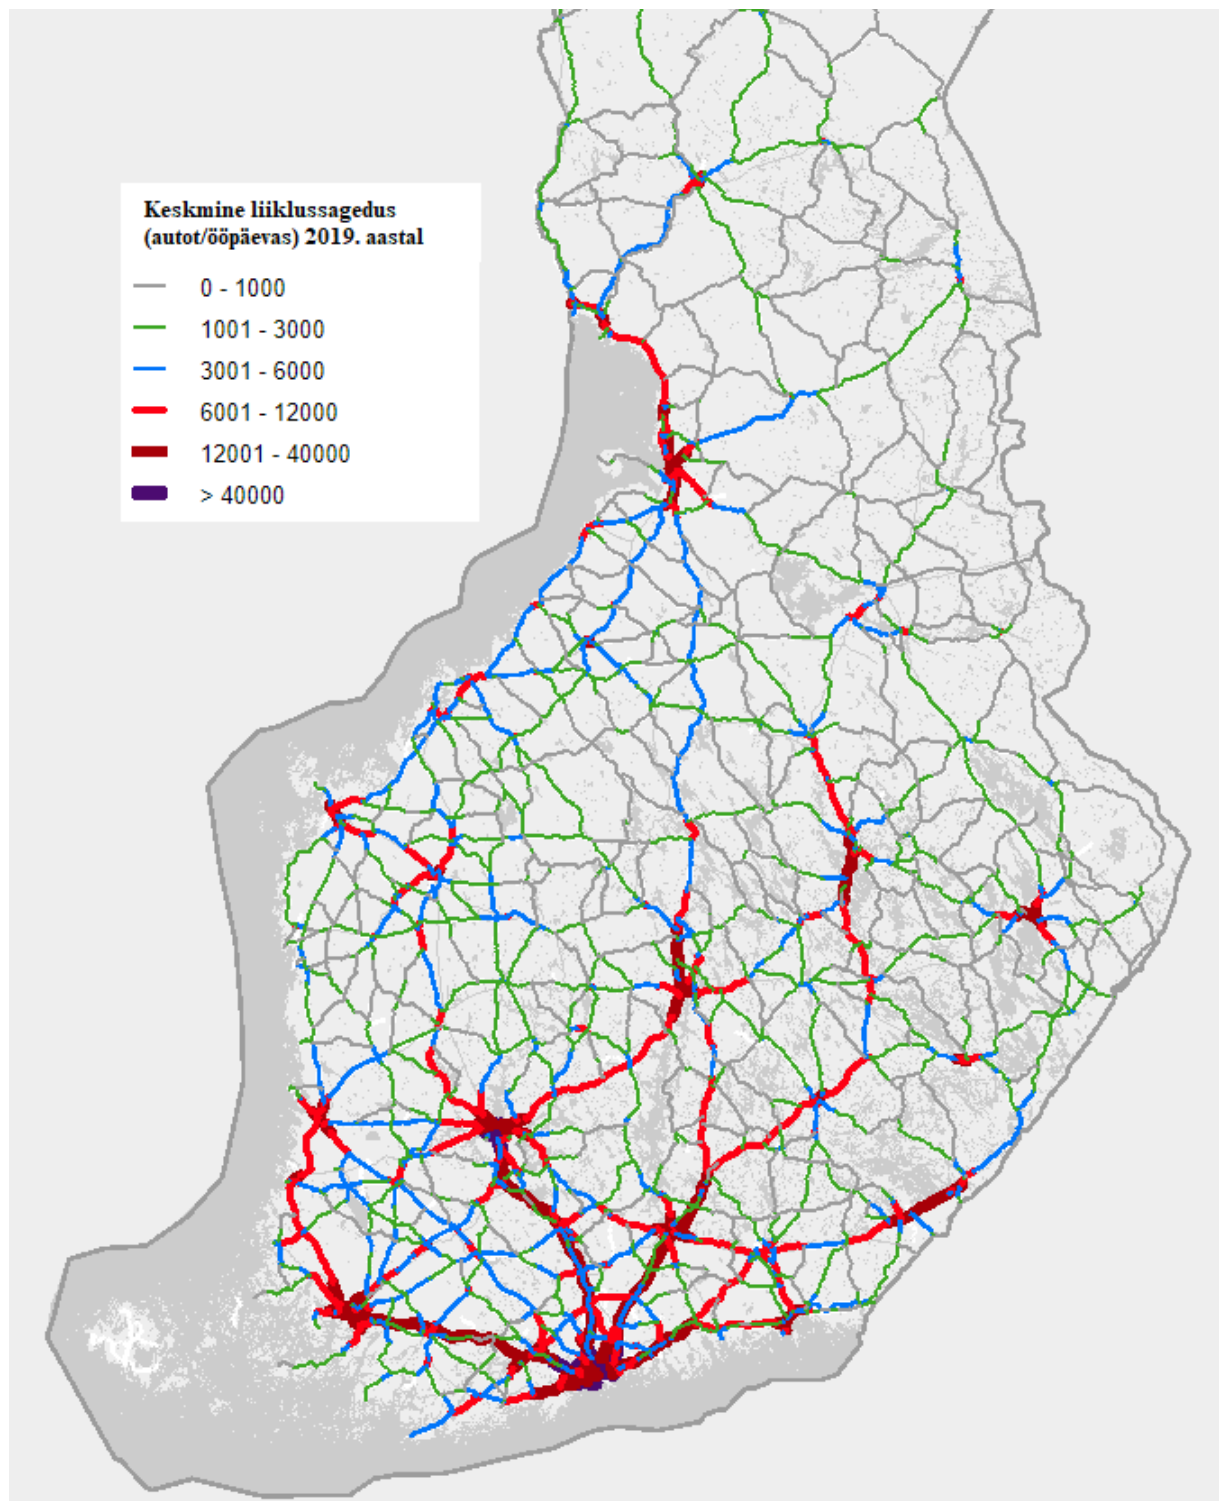 Keskmine liiklussagedus
(autot/ööpäevas) 2019. aastal
0 - 1000
1001 - 3000
3001 - 6000
6001 - 12000
12001 - 40000
> 40000